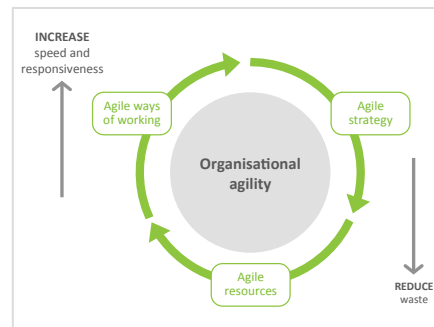 INCREASE
speed and
responsiveness
Agile ways
of working
Agile
strategy
Organisational
agility
Agile
resources
REDUCE
waste